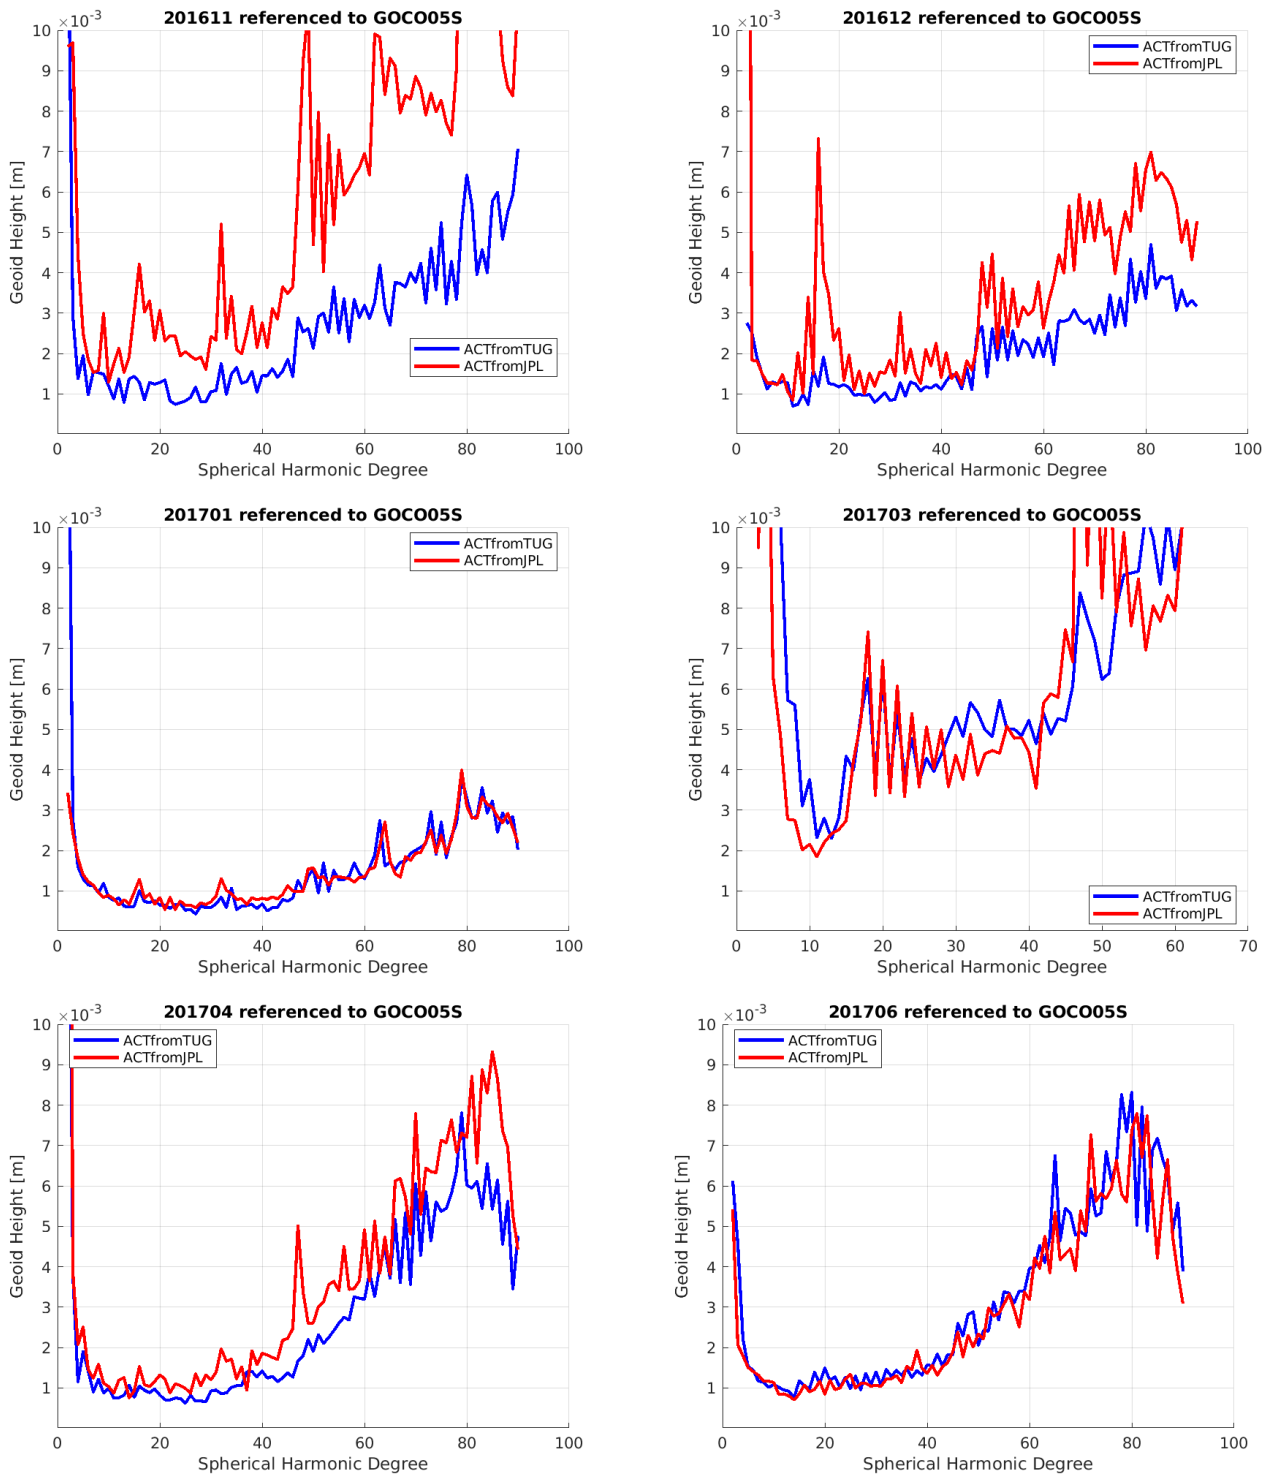 201611 referenced to GOCO05S
×10⁻³
10
9
8
7
6
5
4
3
2
1
Geoid Height [m]
ACTfromTUG
ACTfromJPL
0 20 40 60 80 100
Spherical Harmonic Degree
201612 referenced to GOCO05S
×10⁻³
10
9
8
7
6
5
4
3
2
1
Geoid Height [m]
ACTfromTUG
ACTfromJPL
0 20 40 60 80 100
Spherical Harmonic Degree
201701 referenced to GOCO05S
×10⁻³
10
9
8
7
6
5
4
3
2
1
Geoid Height [m]
ACTfromTUG
ACTfromJPL
0 20 40 60 80 100
Spherical Harmonic Degree
201703 referenced to GOCO05S
×10⁻³
10
9
8
7
6
5
4
3
2
1
Geoid Height [m]
ACTfromTUG
ACTfromJPL
0 10 20 30 40 50 60 70
Spherical Harmonic Degree
201704 referenced to GOCO05S
×10⁻³
10
9
8
7
6
5
4
3
2
1
Geoid Height [m]
ACTfromTUG
ACTfromJPL
0 20 40 60 80 100
Spherical Harmonic Degree
201706 referenced to GOCO05S
×10⁻³
10
9
8
7
6
5
4
3
2
1
Geoid Height [m]
ACTfromTUG
ACTfromJPL
0 20 40 60 80 100
Spherical Harmonic Degree